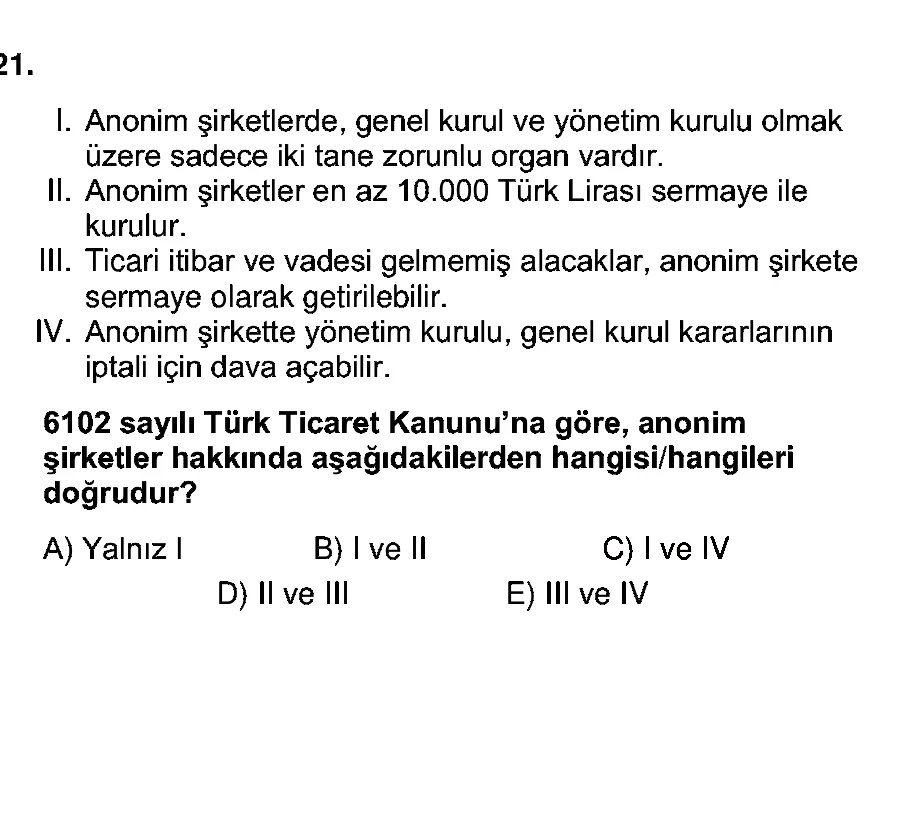 21.
I. Anonim şirketlerde, genel kurul ve yönetim kurulu olmak
üzere sadece iki tane zorunlu organ vardır.
II. Anonim şirketler en az 10.000 Türk Lirası sermaye ile
kurulur.
III. Ticari itibar ve vadesi gelmemiş alacaklar, anonim şirkete
sermaye olarak getirilebilir.
IV. Anonim şirkette yönetim kurulu, genel kurul kararlarının
iptali için dava açabilir.
6102 sayılı Türk Ticaret Kanunu’na göre, anonim
şirketler hakkında aşağıdakilerden hangisi/hangileri
doğrudur?
A) Yalnız I B) I ve II C) I ve IV
D) II ve III E) III ve IV